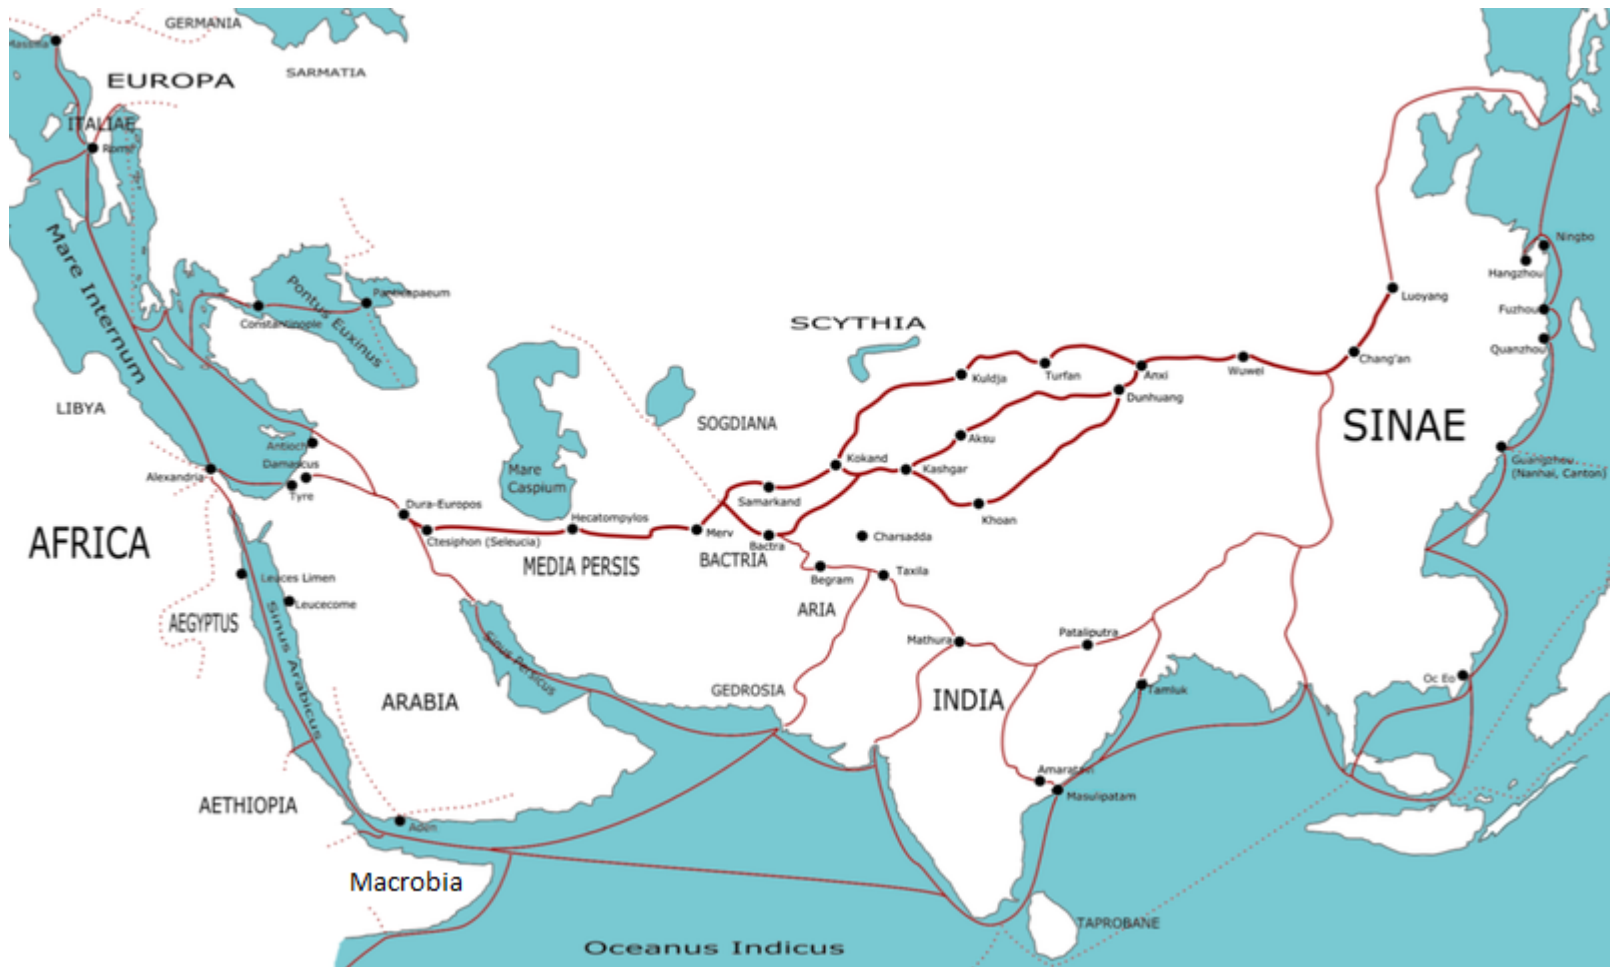 GERMANIA
Massilia
EUROPA
SARMATIA
ITALIAE
Rome
Mare Internum
Pontus Euxinus
Panticapaeum
Constantinople
LIBYA
SCYTHIA
SOGDIANA
Ningbo
Hangzhou
Luoyang
Fuzhou
Quanzhou
Chang'an
Wuwei
Anxi
Turfan
Kuldja
Dunhuang
SINAE
Aksu
Kokand
Kashgar
Antioch
Damascus
Alexandria
Tyre
Mare
Caspium
Samarkand
Guangzhou
(Nanhai, Canton)
Dura-Europos
Hecatompylos
Khoan
AFRICA
Ctesiphon (Seleucia)
Merv
Bactra
Charsadda
MEDIA PERSIS
BACTRIA
Begram
Taxila
Leuces Limen
Leucecome
AEGYPTUS
Sinus Arabicus
ARIA
Sinus Persicus
Mathura
Pataliputra
GEDROSIA
ARABIA
INDIA
Tamluk
Oc Eo
Amaravati
Masulipatam
AETHIOPIA
Aden
Macrobia
TAPROBANE
Oceanus Indicus